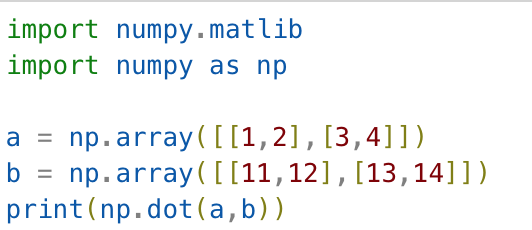 import numpy.matlib
import numpy as np
a = np.array([[1,2],[3,4]])
b = np.array([[11,12],[13,14]])
print(np.dot(a,b))